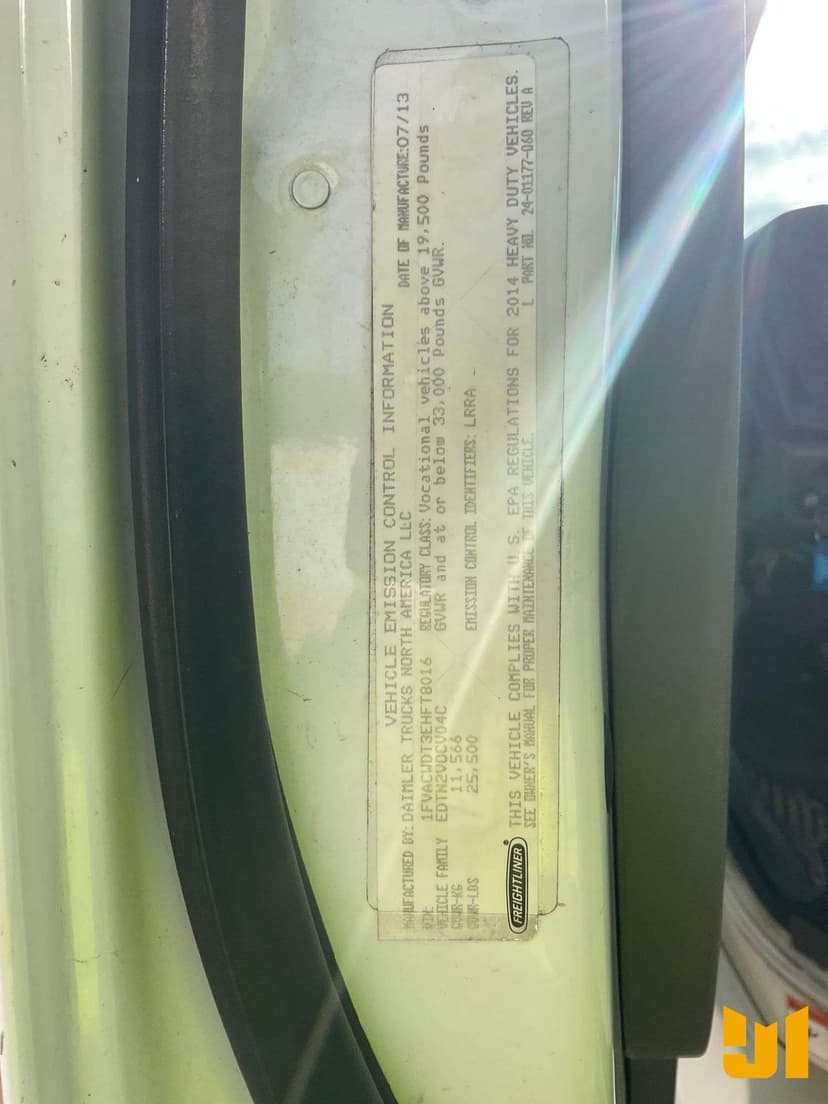 VEHICLE EMISSION CONTROL INFORMATION
MANUFACTURED BY: DAIMLER TRUCKS NORTH AMERICA LLC DATE OF MANUFACTURE: 07/13
VIN: 1FVACWDT3EHFT8016 REGULATORY CLASS: Vocational vehicles above 19,500 Pounds
VEHICLE FAMILY EDTN2VOCV04C GVWR and at or below 33,000 Pounds GVWR.
GVWR-KG 11,566
GVWR-LBS 25,500 EMISSION CONTROL IDENTIFIERS: LRRA
THIS VEHICLE COMPLIES WITH U.S. EPA REGULATIONS FOR 2014 HEAVY DUTY VEHICLES.
SEE OWNER'S MANUAL FOR PROPER MAINTENANCE OF THIS VEHICLE. L PART NO. 24-01177-060 REV A
FREIGHTLINER®